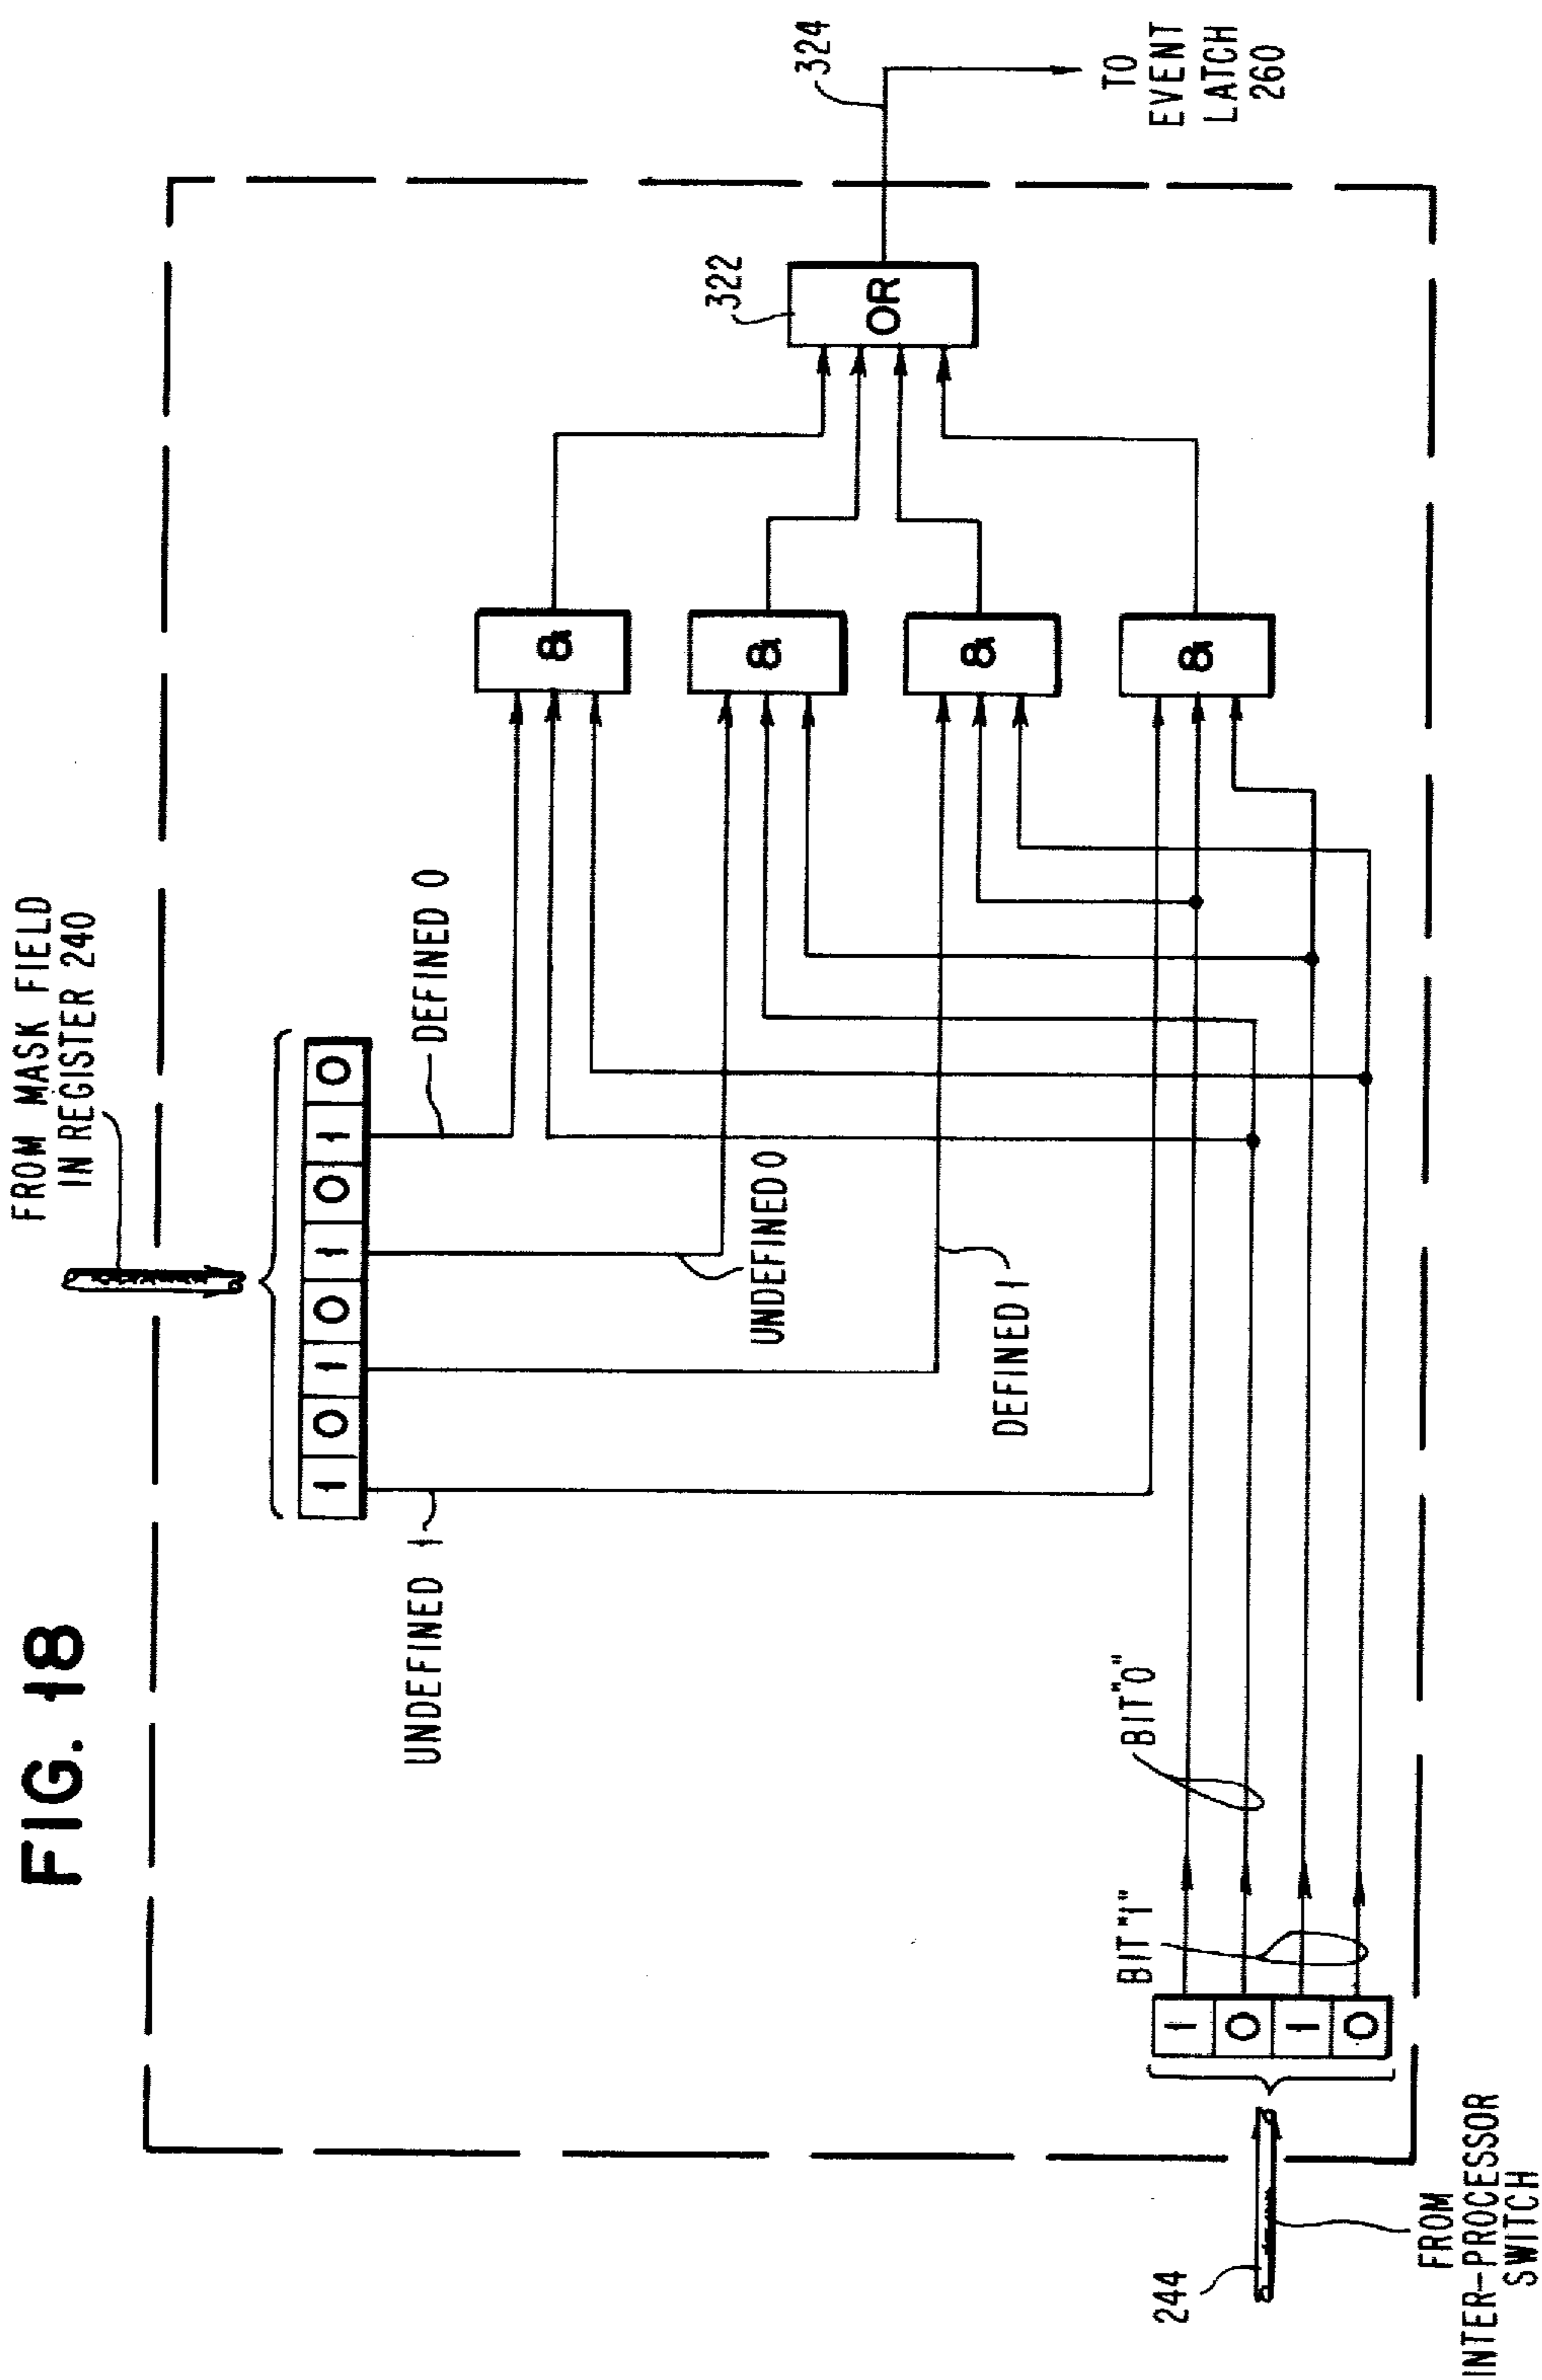 FIG. 18
FROM MASK FIELD
IN REGISTER 240
1 0 1 0 1 0 1 0
UNDEFINED 1
DEFINED 0
UNDEFINED 0
DEFINED 1
&
&
&
&
322
OR
324
TO
EVENT
LATCH
260
BIT "1"
BIT "0"
1
0
1
0
244
FROM
INTER-PROCESSOR
SWITCH